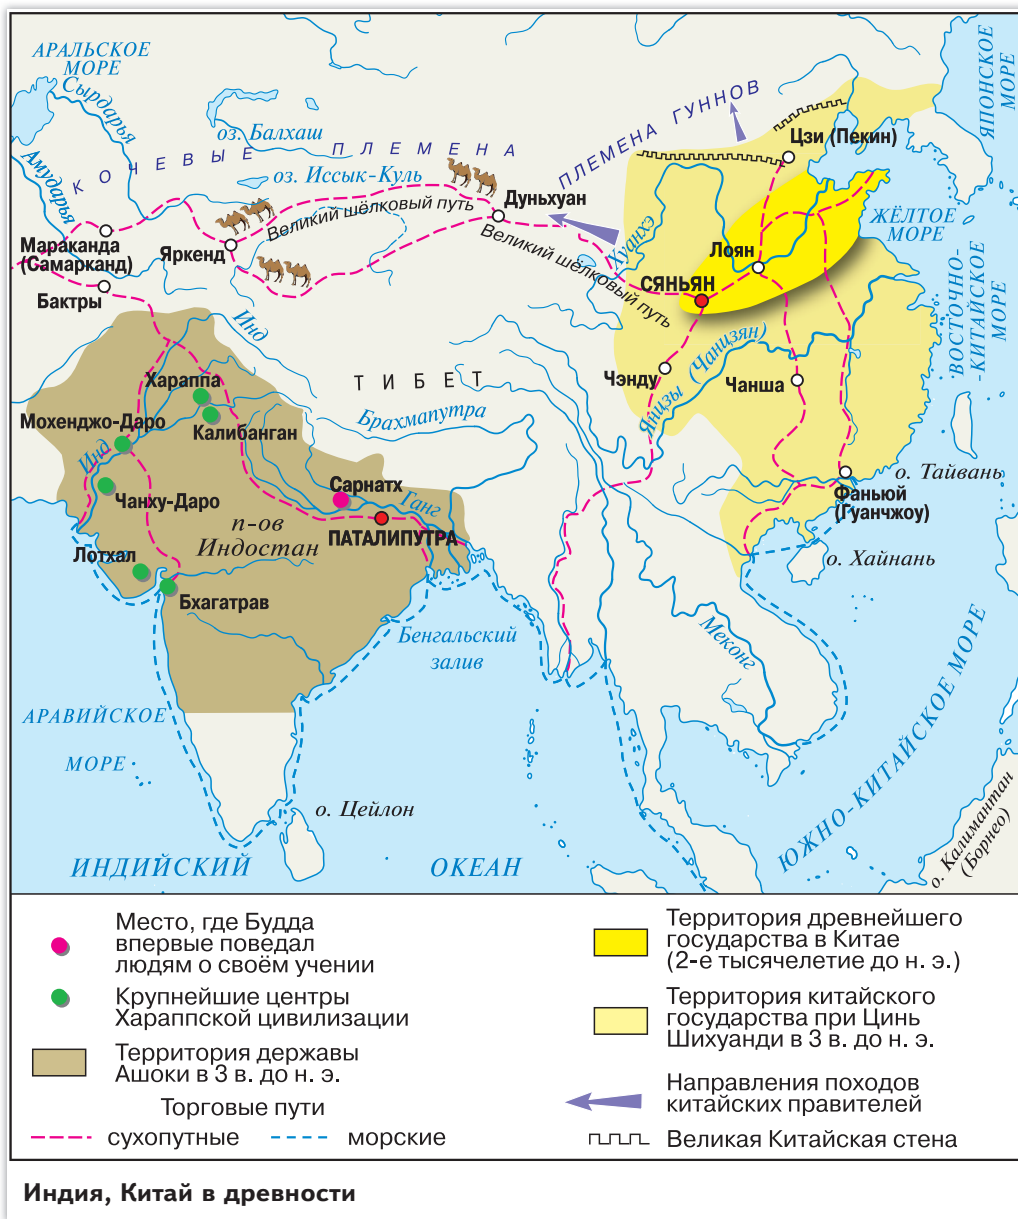 АРАЛЬСКОЕ
МОРЕ
Сырдарья
Амударья
оз. Балхаш
КОЧЕВЫЕ ПЛЕМЕНА
оз. Иссык-Куль
ПЛЕМЕНА ГУННОВ
Цзи (Пекин)
ЯПОНСКОЕ
МОРЕ
Дуньхуан
Великий шёлковый путь
Великий шёлковый путь
Мараканда
(Самарканд)
Яркенд
Бактры
Хуанхэ
Лоян
СЯНЬЯН
ЖЁЛТОЕ
МОРЕ
ВОСТОЧНО-
КИТАЙСКОЕ
МОРЕ
Инд
Хараппа
ТИБЕТ
Чэнду
Янцзы (Чанцзян)
Чанша
Мохенджо-Даро
Калибанган
Брахмапутра
Инд
Чанху-Даро
Сарнатх
Ганг
о. Тайвань
Фаньюй
(Гуанчжоу)
п-ов
Индостан
ПАТАЛИПУТРА
Лотхал
о. Хайнань
Бхагатрав
Бенгальский
залив
Меконг
АРАВИЙСКОЕ
МОРЕ
о. Цейлон
ЮЖНО-КИТАЙСКОЕ МОРЕ
о. Калимантан
(Борнео)
ИНДИЙСКИЙ ОКЕАН
Место, где Будда
впервые поведал
людям о своём учении
Крупнейшие центры
Хараппской цивилизации
Территория державы
Ашоки в 3 в. до н. э.
Торговые пути
сухопутные
морские
Территория древнейшего
государства в Китае
(2-е тысячелетие до н. э.)
Территория китайского
государства при Цинь
Шихуанди в 3 в. до н. э.
Направления походов
китайских правителей
Великая Китайская стена
Индия, Китай в древности